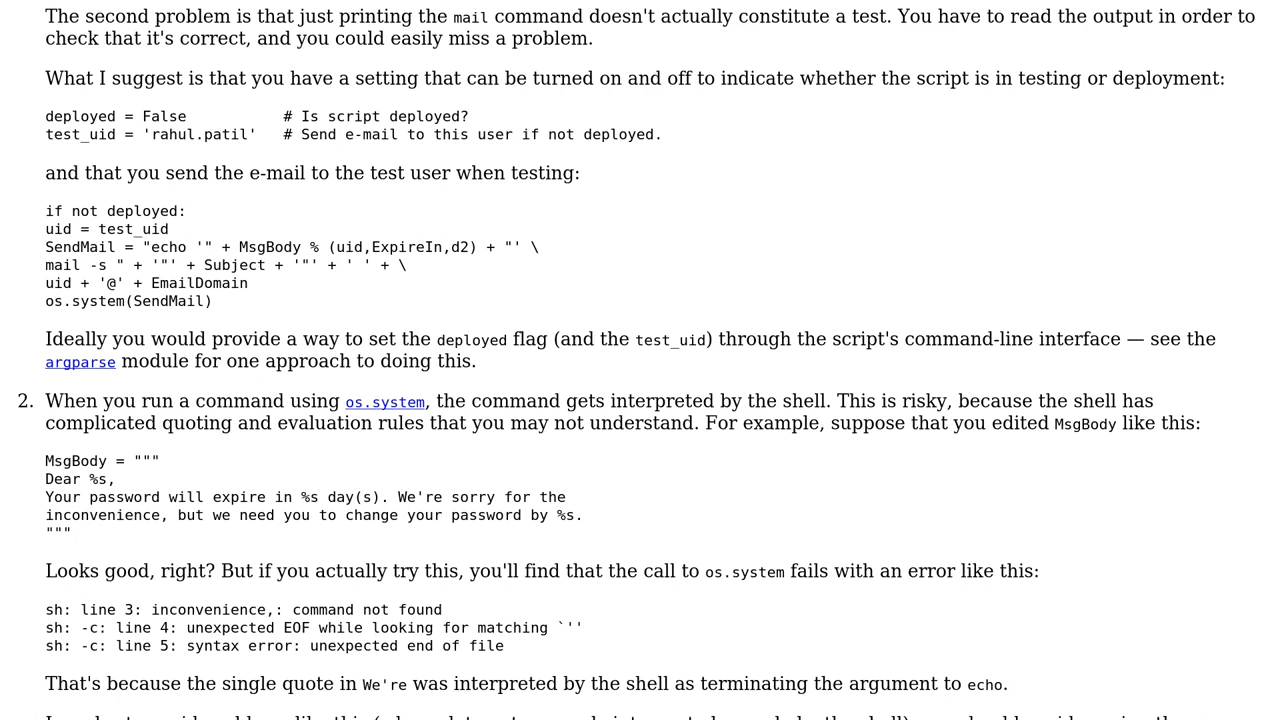 The second problem is that just printing the mail command doesn't actually constitute a test. You have to read the output in order to
check that it's correct, and you could easily miss a problem.
What I suggest is that you have a setting that can be turned on and off to indicate whether the script is in testing or deployment:
deployed = False           # Is script deployed?
test_uid = 'rahul.patil'   # Send e-mail to this user if not deployed.
and that you send the e-mail to the test user when testing:
if not deployed:
uid = test_uid
SendMail = "echo '" + MsgBody % (uid,ExpireIn,d2) + "' \
mail -s " + '"' + Subject + '"' + ' ' + \
uid + '@' + EmailDomain
os.system(SendMail)
Ideally you would provide a way to set the deployed flag (and the test_uid) through the script's command-line interface — see the
argparse module for one approach to doing this.
2. When you run a command using os.system, the command gets interpreted by the shell. This is risky, because the shell has
complicated quoting and evaluation rules that you may not understand. For example, suppose that you edited MsgBody like this:
MsgBody = """
Dear %s,
Your password will expire in %s day(s). We're sorry for the
inconvenience, but we need you to change your password by %s.
"""
Looks good, right? But if you actually try this, you'll find that the call to os.system fails with an error like this:
sh: line 3: inconvenience,: command not found
sh: -c: line 4: unexpected EOF while looking for matching `''
sh: -c: line 5: syntax error: unexpected end of file
That's because the single quote in We're was interpreted by the shell as terminating the argument to echo.